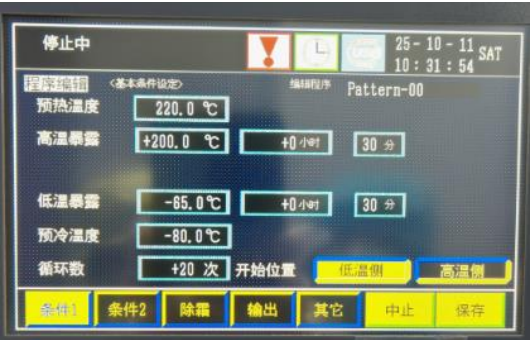 停止中 25-10-11 SAT
10:31:54
程序编辑 <基本条件设定> 编辑程序 Pattern-00
预热温度 220.0 ℃
高温暴露 +200.0 ℃ +0 小时 30 分
低温暴露 -65.0℃ +0 小时 30 分
预冷温度 -80.0℃
循环数 +20 次 开始位置 低温侧 高温侧
条件1 条件2 除霜 输出 其它 中止 保存